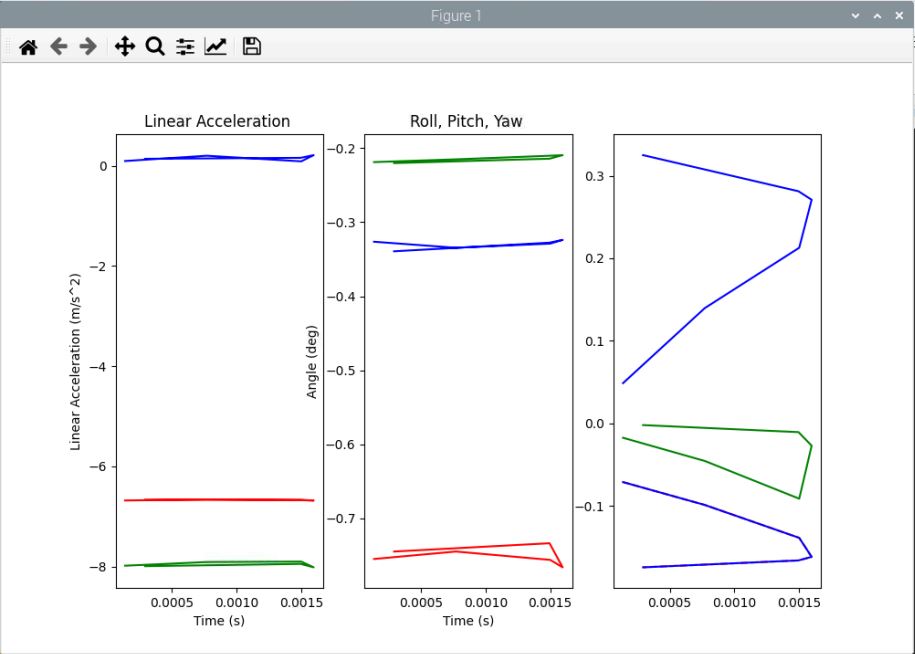 Figure 1
Linear Acceleration
Roll, Pitch, Yaw
Linear Acceleration (m/s^2)
0
−2
−4
−6
−8
0.0005 0.0010 0.0015
Time (s)
Angle (deg)
−0.2
−0.3
−0.4
−0.5
−0.6
−0.7
0.0005 0.0010 0.0015
Time (s)
0.3
0.2
0.1
0.0
−0.1
0.0005 0.0010 0.0015